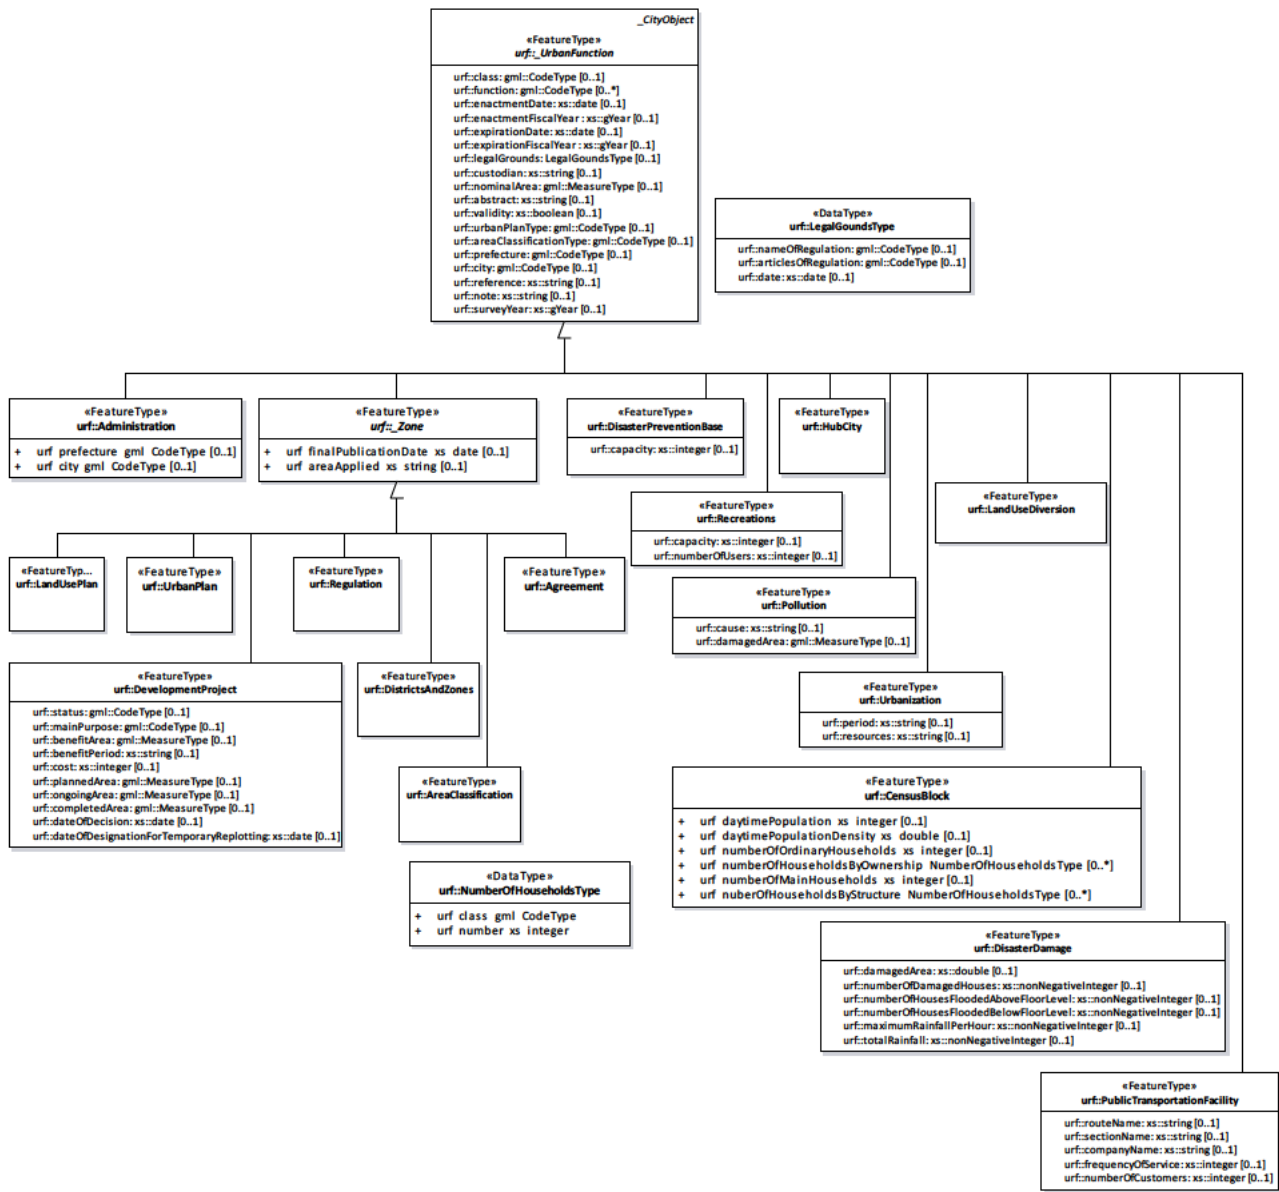 _CityObject
«FeatureType»
urf::_UrbanFunction
urf::class: gml::CodeType [0..1]
urf::function: gml::CodeType [0..*]
urf::enactmentDate: xs::date [0..1]
urf::enactmentFiscalYear : xs::gYear [0..1]
urf::expirationDate: xs::date [0..1]
urf::expirationFiscalYear : xs::gYear [0..1]
urf::legalGrounds: LegalGoundsType [0..1]
urf::custodian: xs::string [0..1]
urf::nominalArea: gml::MeasureType [0..1]
urf::abstract: xs::string [0..1]
urf::validity: xs::boolean [0..1]
urf::urbanPlanType: gml::CodeType [0..1]
urf::areaClassificationType: gml::CodeType [0..1]
urf::prefecture: gml::CodeType [0..1]
urf::city: gml::CodeType [0..1]
urf::reference: xs::string [0..1]
urf::note: xs::string [0..1]
urf::surveyYear: xs::gYear [0..1]
«DataType»
urf::LegalGoundsType
urf::nameOfRegulation: gml::CodeType [0..1]
urf::articlesOfRegulation: gml::CodeType [0..1]
urf::date: xs::date [0..1]
«FeatureType»
urf::Administration
+ urf prefecture gml CodeType [0..1]
+ urf city gml CodeType [0..1]
«FeatureType»
urf::_Zone
+ urf finalPublicationDate xs date [0..1]
+ urf areaApplied xs string [0..1]
«FeatureType»
urf::DisasterPreventionBase
urf::capacity: xs::integer [0..1]
«FeatureType»
urf::HubCity
«FeatureType»
urf::Recreations
urf::capacity: xs::integer [0..1]
urf::numberOfUsers: xs::integer [0..1]
«FeatureType»
urf::LandUseDiversion
«FeatureTyp...
urf::LandUsePlan
«FeatureType»
urf::UrbanPlan
«FeatureType»
urf::Regulation
«FeatureType»
urf::Agreement
«FeatureType»
urf::Pollution
urf::cause: xs::string [0..1]
urf::damagedArea: gml::MeasureType [0..1]
«FeatureType»
urf::DevelopmentProject
urf::status: gml::CodeType [0..1]
urf::mainPurpose: gml::CodeType [0..1]
urf::benefitArea: gml::MeasureType [0..1]
urf::benefitPeriod: xs::string [0..1]
urf::cost: xs::integer [0..1]
urf::plannedArea: gml::MeasureType [0..1]
urf::ongoingArea: gml::MeasureType [0..1]
urf::completedArea: gml::MeasureType [0..1]
urf::dateOfDecision: xs::date [0..1]
urf::dateOfDesignationForTemporaryReplotting: xs::date [0..1]
«FeatureType»
urf::DistrictsAndZones
«FeatureType»
urf::Urbanization
urf::period: xs::string [0..1]
urf::resources: xs::string [0..1]
«FeatureType»
urf::AreaClassification
«FeatureType»
urf::CensusBlock
+ urf daytimePopulation xs integer [0..1]
+ urf daytimePopulationDensity xs double [0..1]
+ urf numberOfOrdinaryHouseholds xs integer [0..1]
+ urf numberOfHouseholdsByOwnership NumberOfHouseholdsType [0..*]
+ urf numberOfMainHouseholds xs integer [0..1]
+ urf nuberOfHouseholdsByStructure NumberOfHouseholdsType [0..*]
«DataType»
urf::NumberOfHouseholdsType
+ urf class gml CodeType
+ urf number xs integer
«FeatureType»
urf::DisasterDamage
urf::damagedArea: xs::double [0..1]
urf::numberOfDamagedHouses: xs::nonNegativeInteger [0..1]
urf::numberOfHousesFloodedAboveFloorLevel: xs::nonNegativeInteger [0..1]
urf::numberOfHousesFloodedBelowFloorLevel: xs::nonNegativeInteger [0..1]
urf::maximumRainfallPerHour: xs::nonNegativeInteger [0..1]
urf::totalRainfall: xs::nonNegativeInteger [0..1]
«FeatureType»
urf::PublicTransportationFacility
urf::routeName: xs::string [0..1]
urf::sectionName: xs::string [0..1]
urf::companyName: xs::string [0..1]
urf::frequencyOfService: xs::integer [0..1]
urf::numberOfCustomers: xs::integer [0..1]